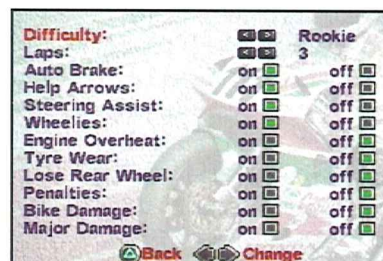 Difficulty: Rookie
Laps: 3
Auto Brake: on off
Help Arrows: on off
Steering Assist: on off
Wheelies: on off
Engine Overheat: on off
Tyre Wear: on off
Lose Rear Wheel: on off
Penalties: on off
Bike Damage: on off
Major Damage: on off
Back Change